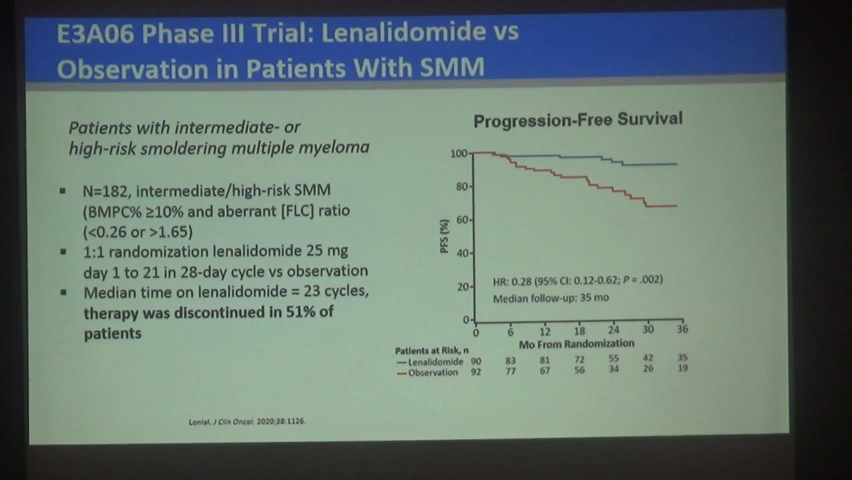 E3A06 Phase III Trial: Lenalidomide vs
Observation in Patients With SMM
Patients with intermediate- or
high-risk smoldering multiple myeloma
▪ N=182, intermediate/high-risk SMM
(BMPC% ≥10% and aberrant [FLC] ratio
(<0.26 or >1.65)
▪ 1:1 randomization lenalidomide 25 mg
day 1 to 21 in 28-day cycle vs observation
▪ Median time on lenalidomide = 23 cycles,
therapy was discontinued in 51% of
patients
Progression-Free Survival
PFS (%)
100
80
60
40
20
0
HR: 0.28 (95% CI: 0.12-0.62; P = .002)
Median follow-up: 35 mo
0 6 12 18 24 30 36
Mo From Randomization
Patients at Risk, n
Lenalidomide 90 83 81 72 55 42 35
Observation 92 77 67 56 34 26 19
Lonial. J Clin Oncol. 2020;38:1126.